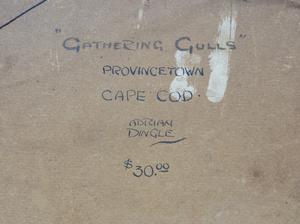 "GATHERING GULLS"
PROVINCETOWN
CAPE COD.
ADRIAN
DINGLE
$30.00